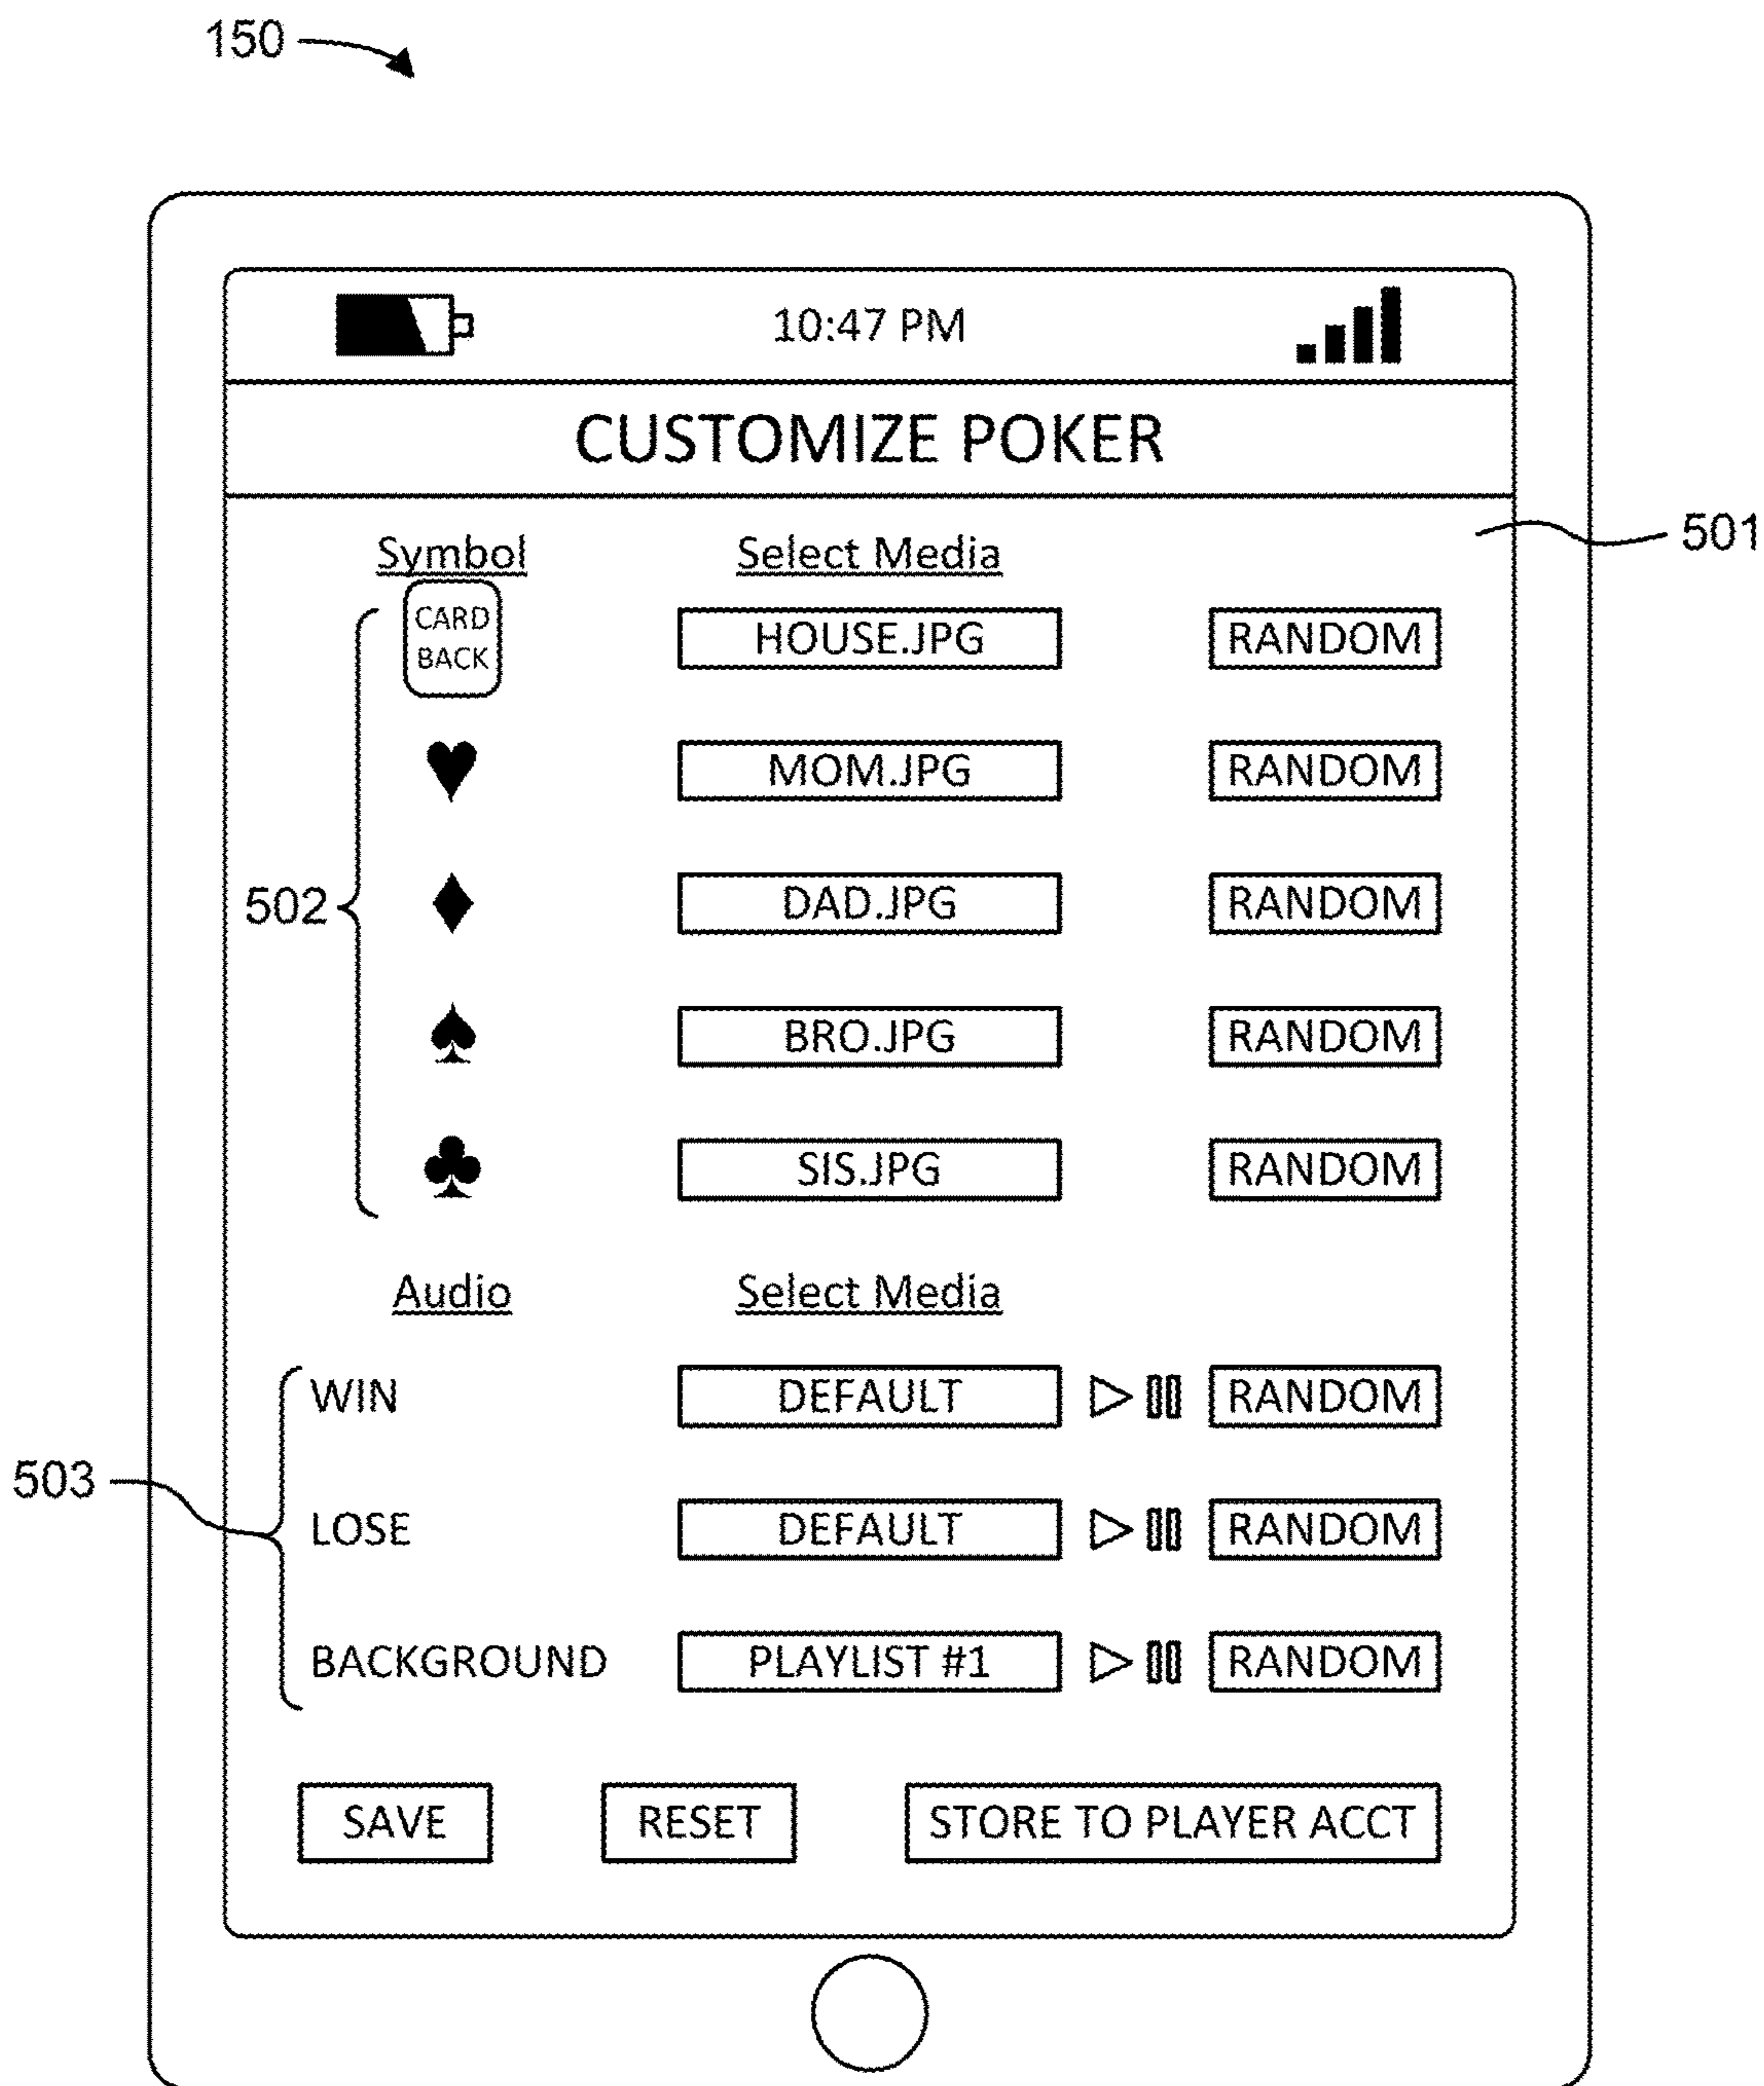 150
10:47 PM
CUSTOMIZE POKER
501
Symbol Select Media
CARD
BACK
HOUSE.JPG RANDOM
MOM.JPG RANDOM
502
DAD.JPG RANDOM
BRO.JPG RANDOM
SIS.JPG RANDOM
Audio Select Media
WIN DEFAULT RANDOM
503
LOSE DEFAULT RANDOM
BACKGROUND PLAYLIST #1 RANDOM
SAVE RESET STORE TO PLAYER ACCT